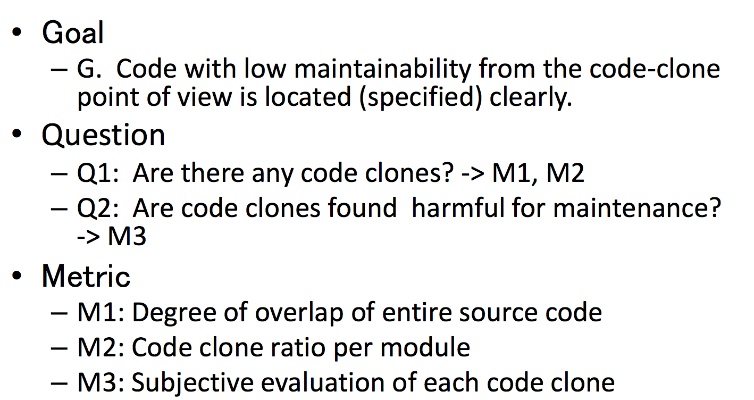 • Goal
– G. Code with low maintainability from the code-clone
point of view is located (specified) clearly.
• Question
– Q1: Are there any code clones? -> M1, M2
– Q2: Are code clones found harmful for maintenance?
-> M3
• Metric
– M1: Degree of overlap of entire source code
– M2: Code clone ratio per module
– M3: Subjective evaluation of each code clone